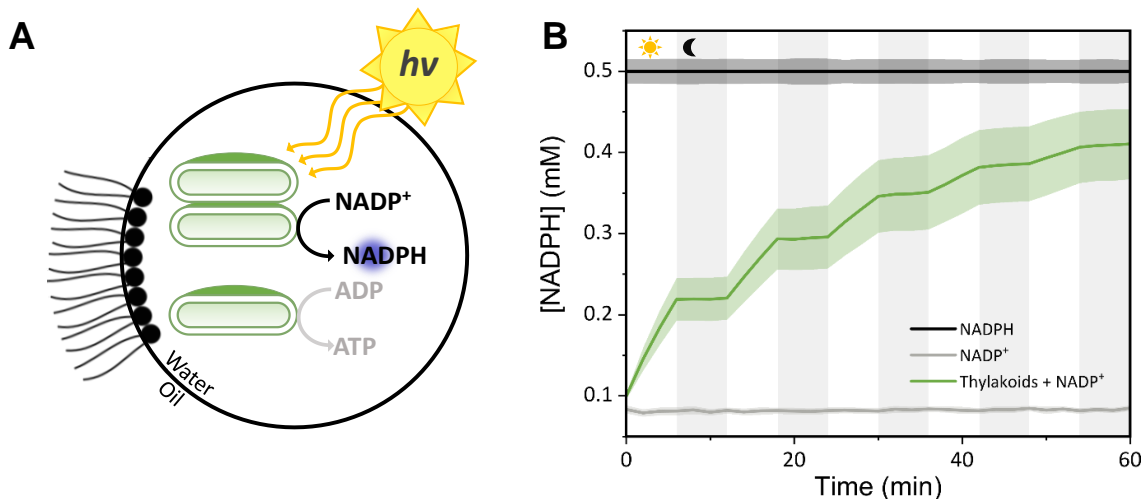 A
hν
NADP⁺
NADPH
ADP
ATP
Water
Oil
B
[NADPH] (mM)
0.5
0.4
0.3
0.2
0.1
NADPH
NADP⁺
Thylakoids + NADP⁺
0
20
40
60
Time (min)